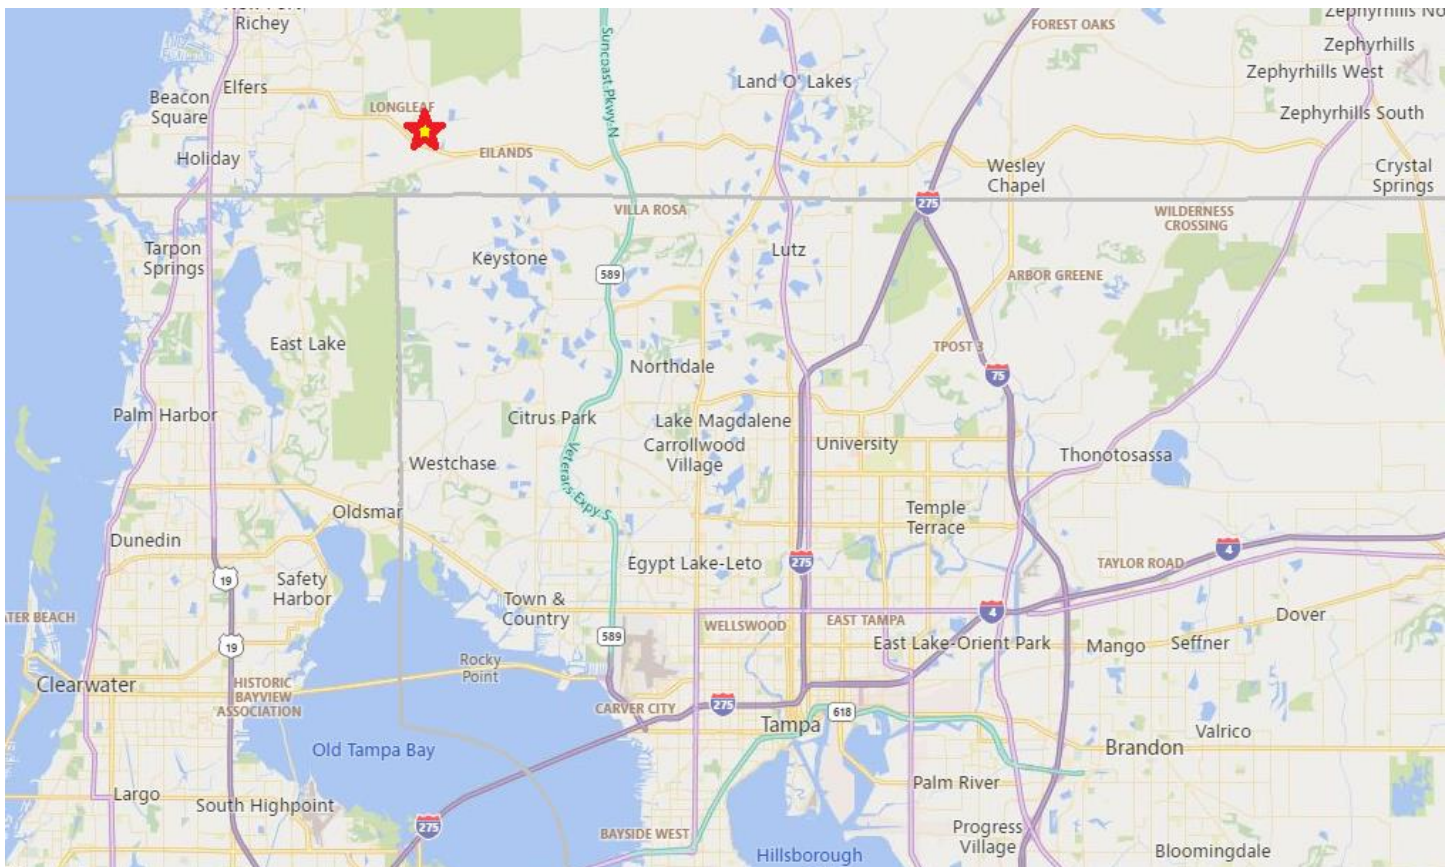 Richey
Elfers
Beacon
Square
LONGLEAF
Holiday
EILANDS
Suncoast Pkwy N
Land O' Lakes
FOREST OAKS
Zephyrhills
Zephyrhills West
Zephyrhills South
Wesley
Chapel
Crystal
Springs
275
VILLA ROSA
WILDERNESS
CROSSING
Tarpon
Springs
Keystone
589
Lutz
ARBOR GREENE
East Lake
Northdale
TPOST 3
75
Palm Harbor
Citrus Park
Lake Magdalene
Carrollwood
Village
University
Thonotosassa
Westchase
Veterans Expy S
Oldsmar
Temple
Terrace
Dunedin
Egypt Lake-Leto
275
4
TAYLOR ROAD
19
Safety
Harbor
Town &
Country
ATER BEACH
WELLSWOOD
EAST TAMPA
4
Dover
589
East Lake-Orient Park
Mango
Seffner
19
Rocky
Point
Clearwater
HISTORIC
BAYVIEW
ASSOCIATION
CARVER CITY
275
618
Tampa
Old Tampa Bay
Brandon
Valrico
Palm River
Largo
South Highpoint
275
BAYSIDE WEST
Progress
Village
Hillsborough
Bloomingdale